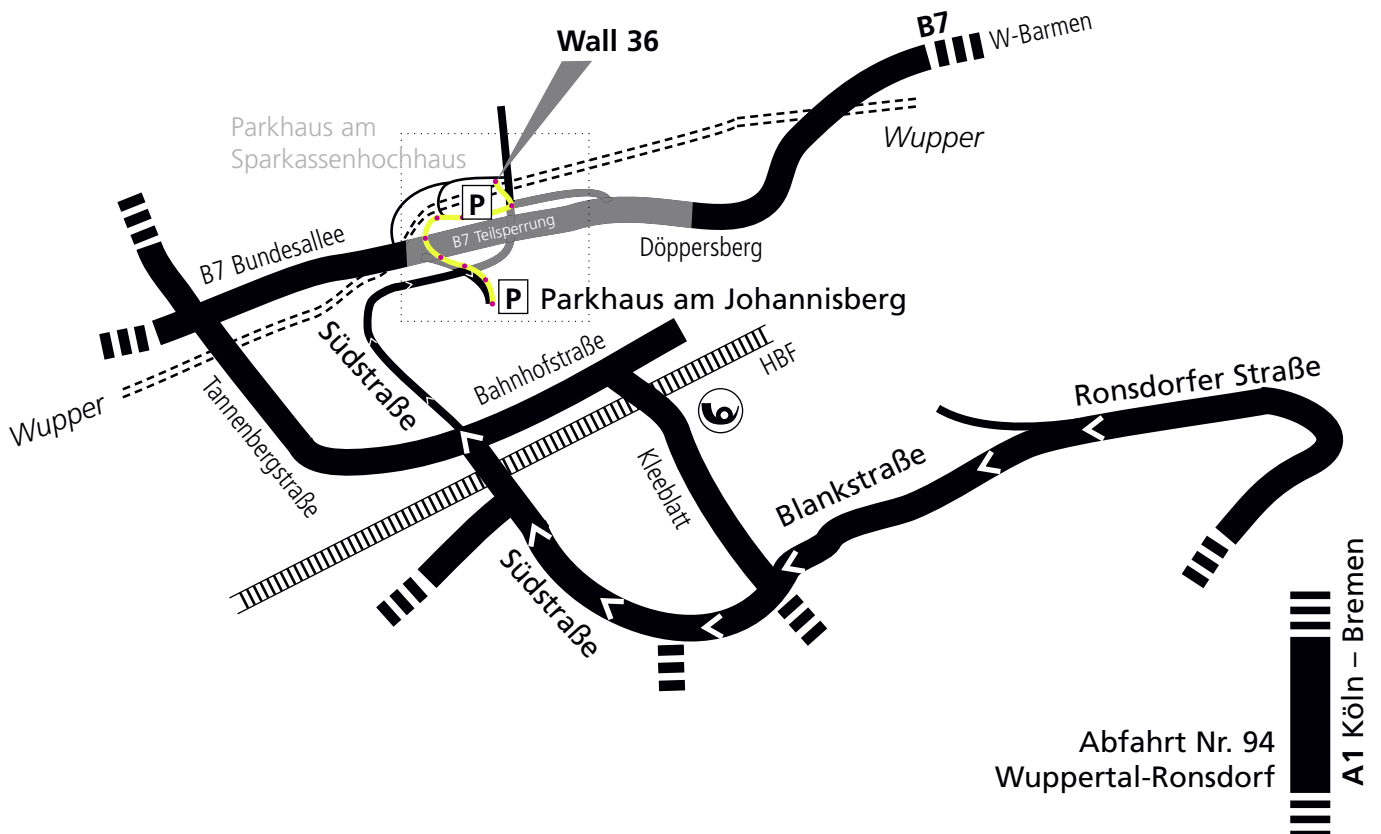 B7
W-Barmen
Wall 36
Parkhaus am
Sparkassenhochhaus
Wupper
P
B7 Teilsperrung
B7 Bundesallee
Döppersberg
P Parkhaus am Johannisberg
Südstraße
Bahnhofstraße
HBF
Ronsdorfer Straße
Wupper
Tannenbergstraße
Kleeblatt
Blankstraße
Südstraße
A1 Köln – Bremen
Abfahrt Nr. 94
Wuppertal-Ronsdorf